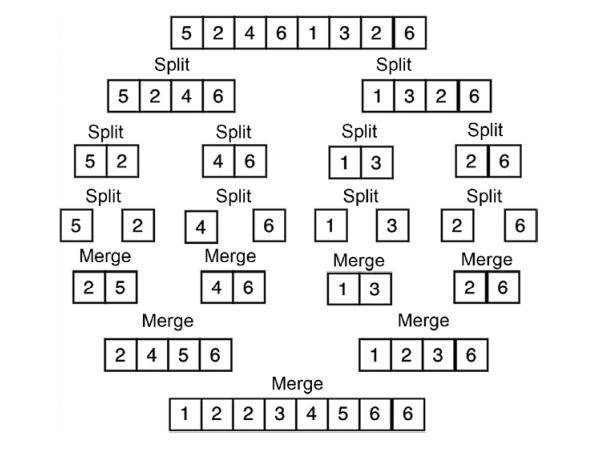 5 2 4 6 1 3 2 6
Split Split
5 2 4 6 1 3 2 6
Split Split Split Split
5 2 4 6 1 3 2 6
Split Split Split Split
5 2 4 6 1 3 2 6
Merge Merge Merge Merge
2 5 4 6 1 3 2 6
Merge Merge
2 4 5 6 1 2 3 6
Merge
1 2 2 3 4 5 6 6